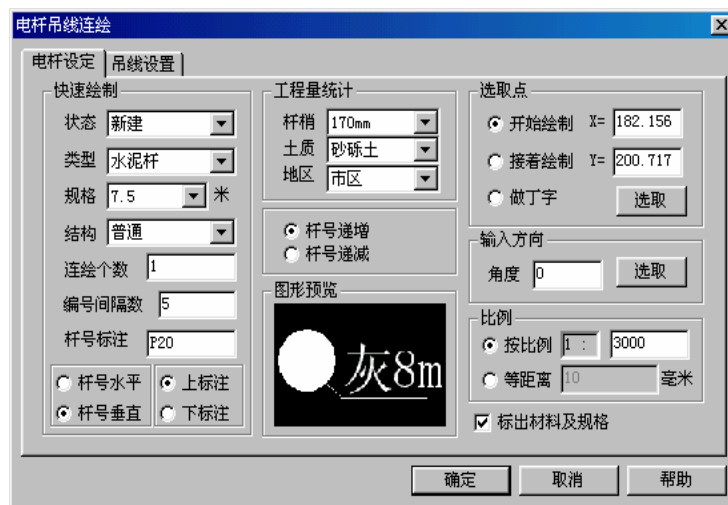 电杆吊线连绘
电杆设定 吊线设置
快速绘制
状态 新建
类型 水泥杆
规格 7.5 米
结构 普通
连绘个数 1
编号间隔数 5
杆号标注 P20
杆号水平 上标注
杆号垂直 下标注
工程量统计
杆梢 170mm
土质 砂砾土
地区 市区
杆号递增
杆号递减
图形预览
灰8m
选取点
开始绘制 X= 182.156
接着绘制 Y= 200.717
做丁字 选取
输入方向
角度 0 选取
比例
按比例 1 : 3000
等距离 10 毫米
标出材料及规格
确定 取消 帮助